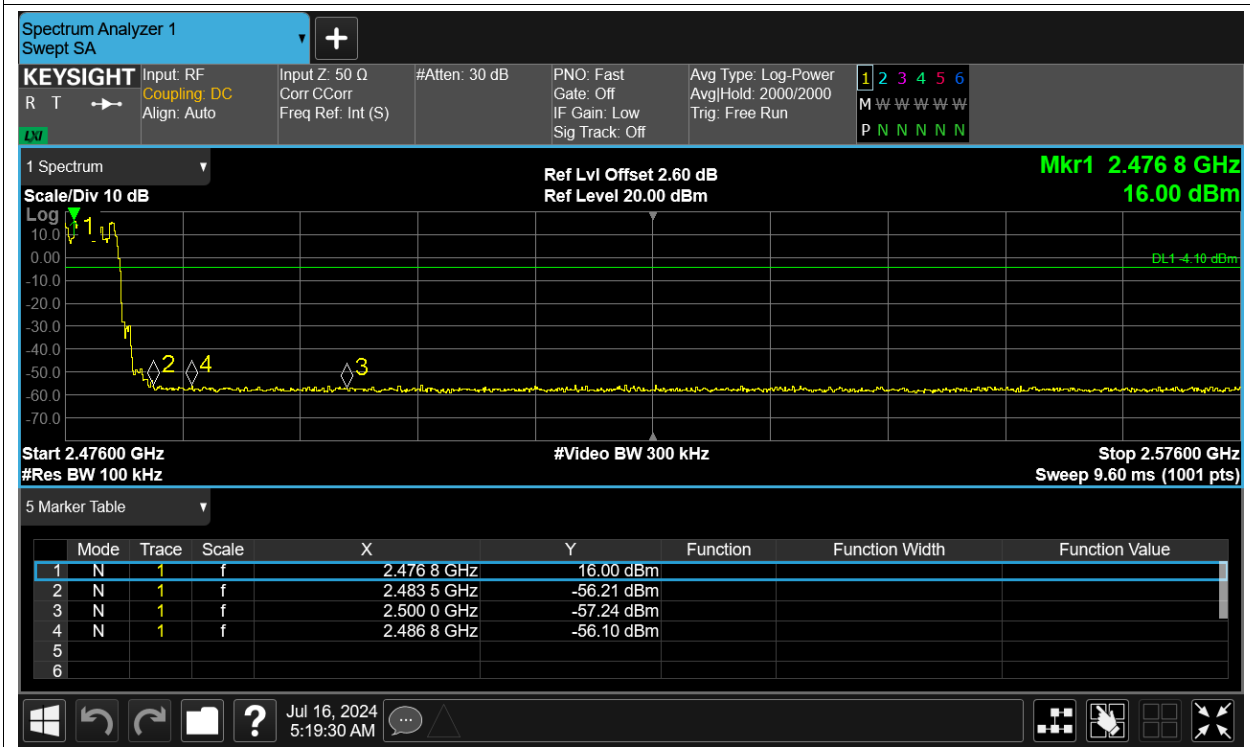 Spectrum Analyzer 1
Swept SA
+
KEYSIGHT Input: RF Input Z: 50 Ω #Atten: 30 dB PNO: Fast Avg Type: Log-Power 1 2 3 4 5 6
R T Coupling: DC Corr CCorr Gate: Off Avg|Hold: 2000/2000 M W W W W W
Align: Auto Freq Ref: Int (S) IF Gain: Low Trig: Free Run
LXI Sig Track: Off P N N N N N
1 Spectrum Ref Lvl Offset 2.60 dB Mkr1 2.476 8 GHz
Scale/Div 10 dB Ref Level 20.00 dBm 16.00 dBm
Log
1
10.0
0.00
DL1 -4.10 dBm
-10.0
-20.0
-30.0
-40.0
2 4 3
-50.0
-60.0
-70.0
Start 2.47600 GHz #Video BW 300 kHz Stop 2.57600 GHz
#Res BW 100 kHz Sweep 9.60 ms (1001 pts)
5 Marker Table
Mode Trace Scale X Y Function Function Width Function Value
1 N 1 f 2.476 8 GHz 16.00 dBm
2 N 1 f 2.483 5 GHz -56.21 dBm
3 N 1 f 2.500 0 GHz -57.24 dBm
4 N 1 f 2.486 8 GHz -56.10 dBm
5
6
? Jul 16, 2024
5:19:30 AM